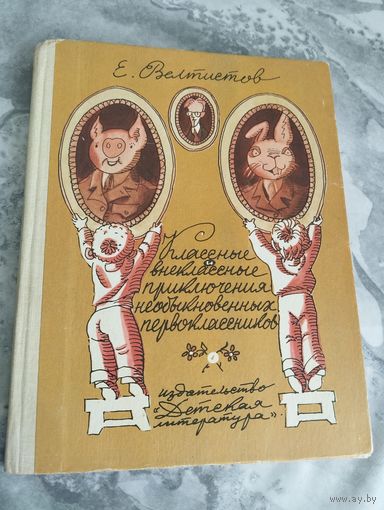 Е. Велтистов
Классные
и
внеклассные
приключения
необыкновенных
первоклассников
издательство
"Детская
литература".
www.ay.by